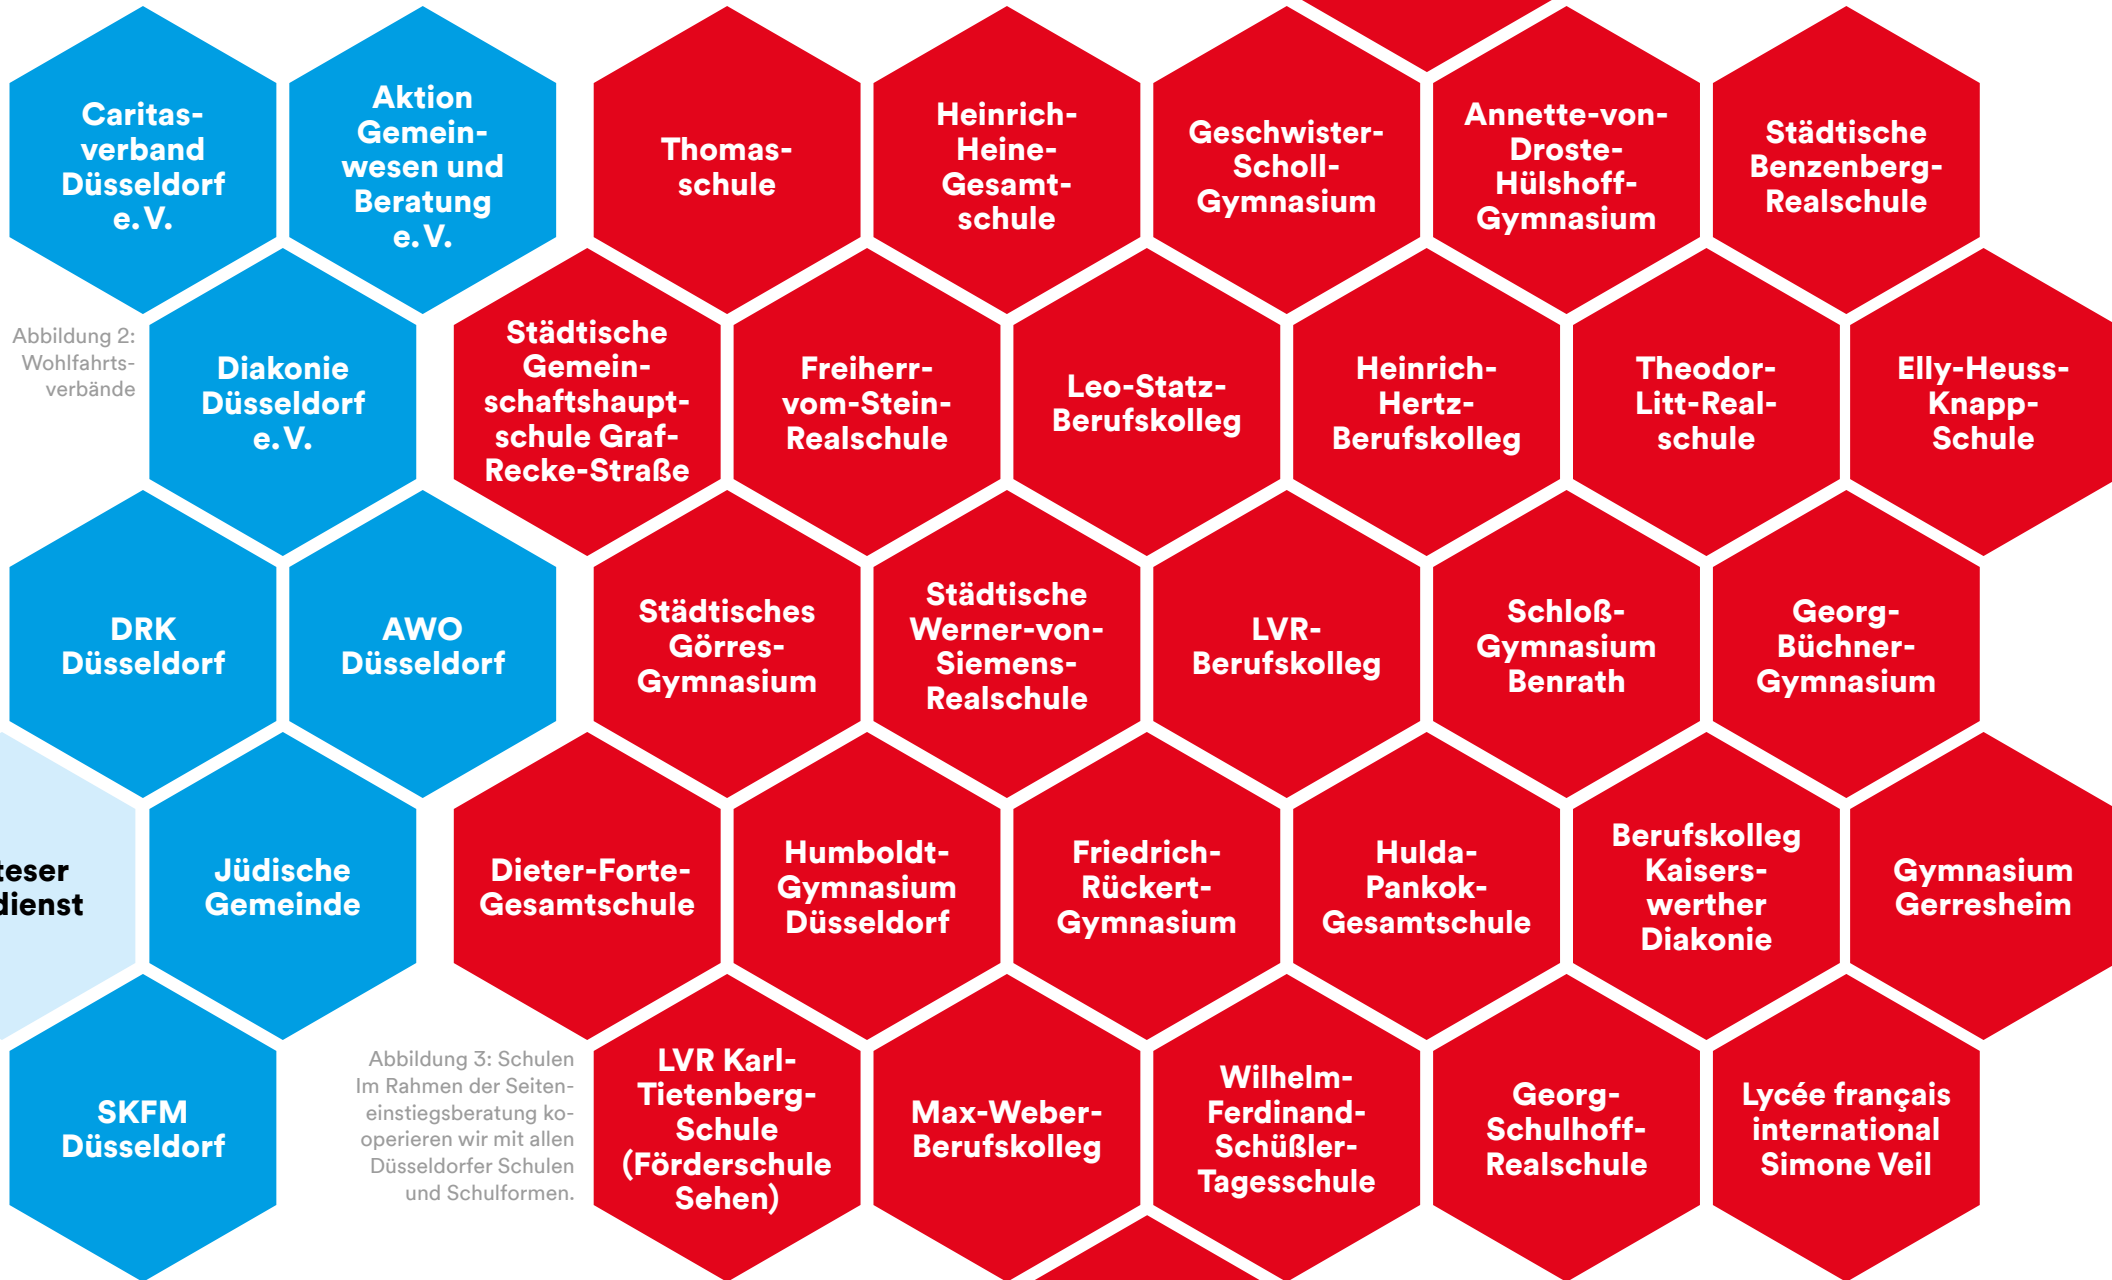 Caritas-
verband
Düsseldorf
e. V.
Aktion
Gemein-
wesen und
Beratung
e. V.
Thomas-
schule
Heinrich-
Heine-
Gesamt-
schule
Geschwister-
Scholl-
Gymnasium
Annette-von-
Droste-
Hülshoff-
Gymnasium
Städtische
Benzenberg-
Realschule
Abbildung 2:
Wohlfahrts-
verbände
Diakonie
Düsseldorf
e. V.
Städtische
Gemein-
schaftshaupt-
schule Graf-
Recke-Straße
Freiherr-
vom-Stein-
Realschule
Leo-Statz-
Berufskolleg
Heinrich-
Hertz-
Berufskolleg
Theodor-
Litt-Real-
schule
Elly-Heuss-
Knapp-
Schule
DRK
Düsseldorf
AWO
Düsseldorf
Städtisches
Görres-
Gymnasium
Städtische
Werner-von-
Siemens-
Realschule
LVR-
Berufskolleg
Schloß-
Gymnasium
Benrath
Georg-
Büchner-
Gymnasium
teser
dienst
Jüdische
Gemeinde
Dieter-Forte-
Gesamtschule
Humboldt-
Gymnasium
Düsseldorf
Friedrich-
Rückert-
Gymnasium
Hulda-
Pankok-
Gesamtschule
Berufskolleg
Kaisers-
werther
Diakonie
Gymnasium
Gerresheim
SKFM
Düsseldorf
Abbildung 3: Schulen
Im Rahmen der Seiten-
einstiegsberatung ko-
operieren wir mit allen
Düsseldorfer Schulen
und Schulformen.
LVR Karl-
Tietenberg-
Schule
(Förderschule
Sehen)
Max-Weber-
Berufskolleg
Wilhelm-
Ferdinand-
Schüßler-
Tagesschule
Georg-
Schulhoff-
Realschule
Lycée français
international
Simone Veil